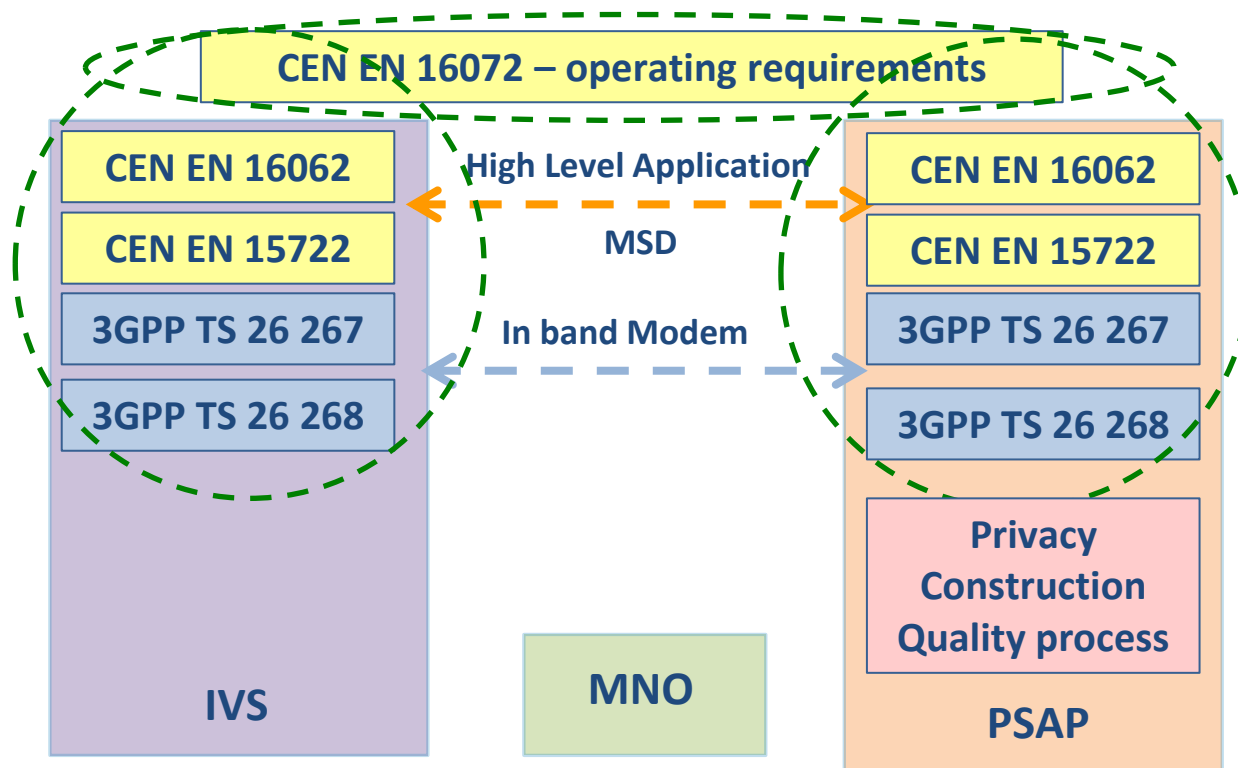 CEN EN 16072 – operating requirements
CEN EN 16062
CEN EN 15722
3GPP TS 26 267
3GPP TS 26 268
IVS
High Level Application
MSD
In band Modem
MNO
CEN EN 16062
CEN EN 15722
3GPP TS 26 267
3GPP TS 26 268
Privacy
Construction
Quality process
PSAP